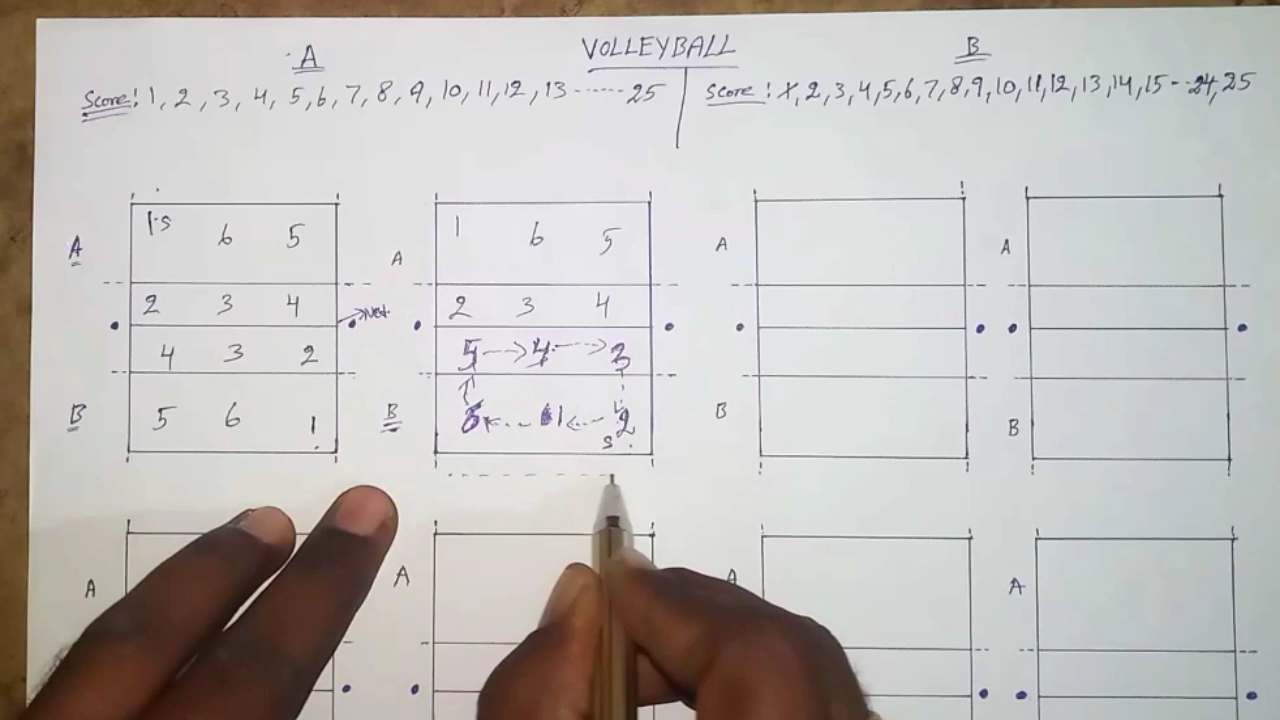 VOLLEYBALL
A
B
Score: 1, 2, 3, 4, 5, 6, 7, 8, 9, 10, 11, 12, 13 ------ 25
Score: 1, 2, 3, 4, 5, 6, 7, 8, 9, 10, 11, 12, 13, 14, 15 -- 24, 25
A
1.S 6 5
2 3 4
4 3 2
B
5 6 1
A
1 6 5
2 3 4
5 4 3
B
6 1 2
S
A
B
A
B
A
A
A
A